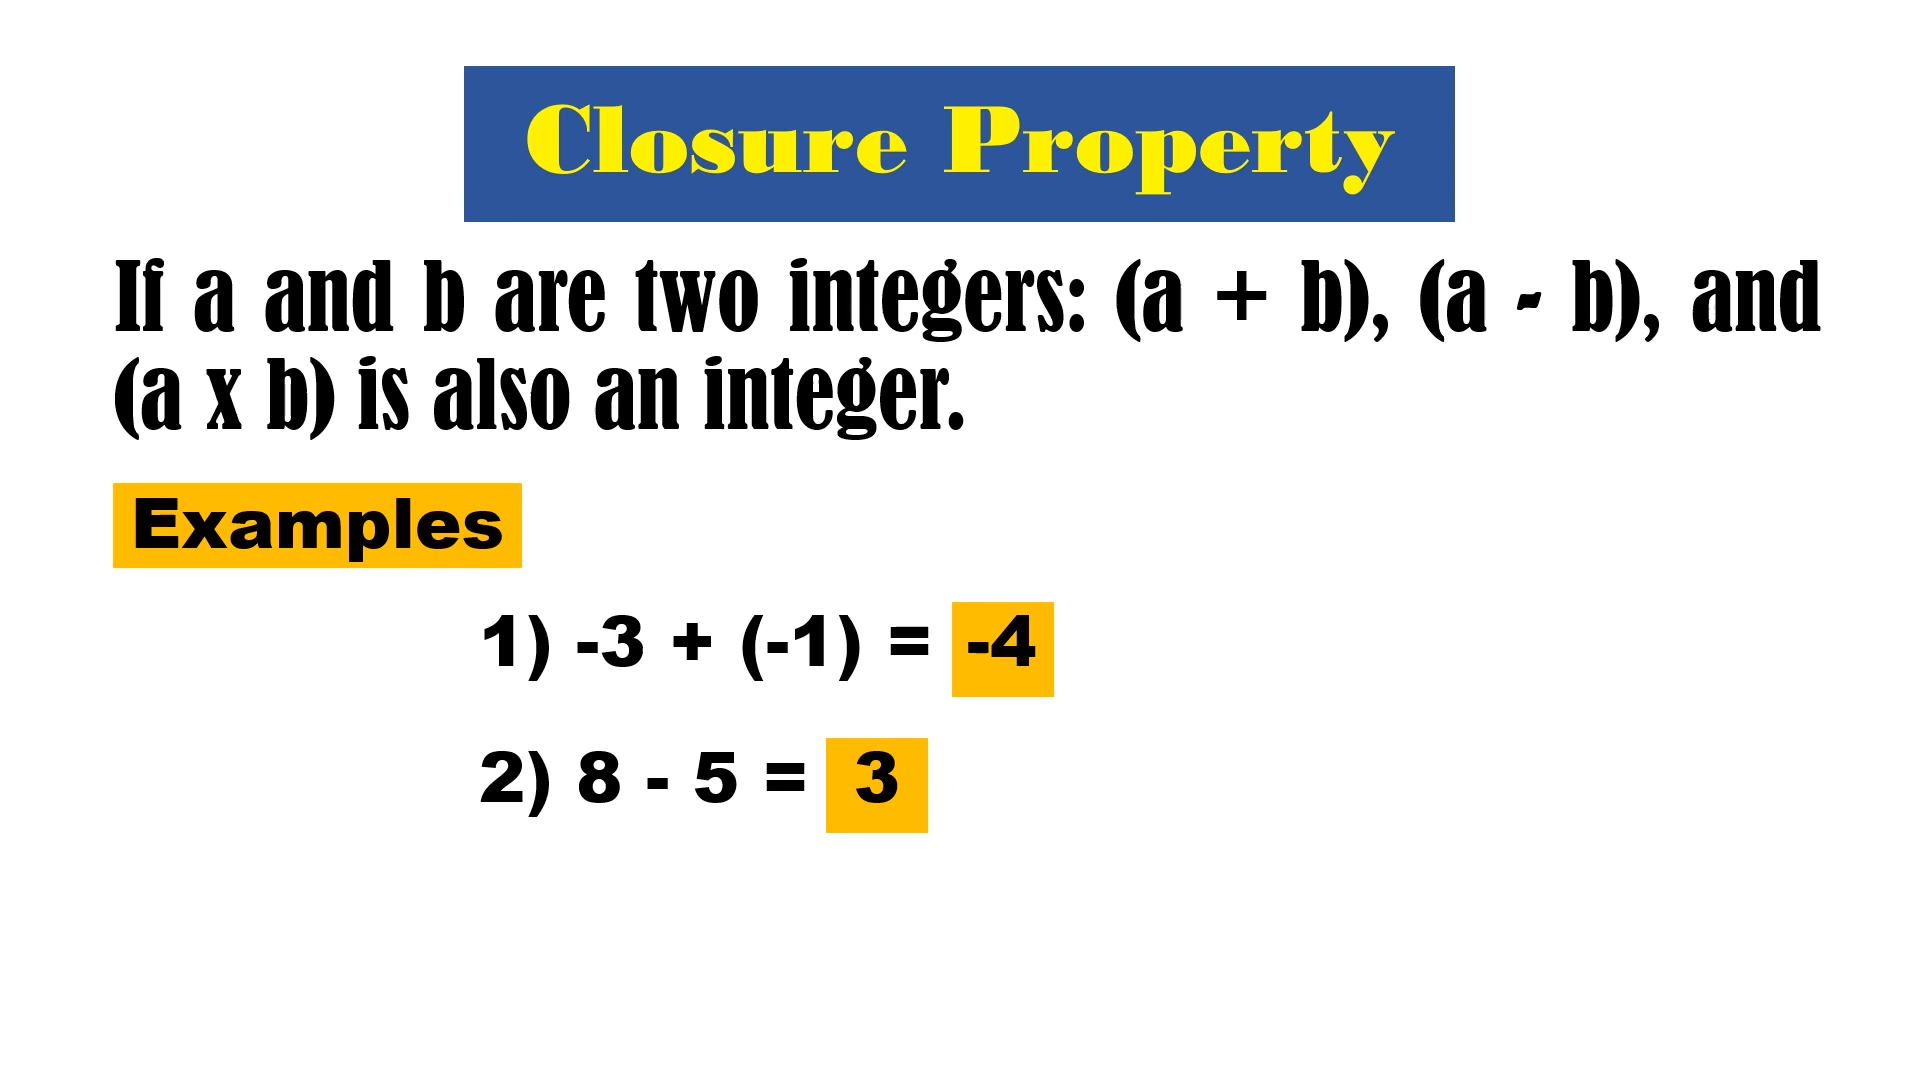 Closure Property
If a and b are two integers: (a + b), (a - b), and
(a x b) is also an integer.
Examples
1) -3 + (-1) = -4
2) 8 - 5 = 3